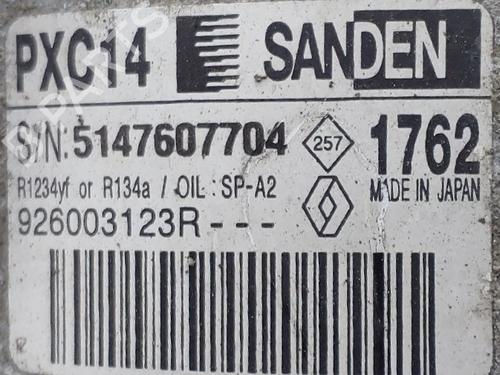 PXC14 SANDEN
S/N:5147607704 257 1762
R1234yf or R134a / OIL : SP-A2 MADE IN JAPAN
926003123R---